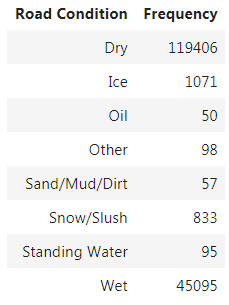 Road Condition Frequency
Dry 119406
Ice 1071
Oil 50
Other 98
Sand/Mud/Dirt 57
Snow/Slush 833
Standing Water 95
Wet 45095